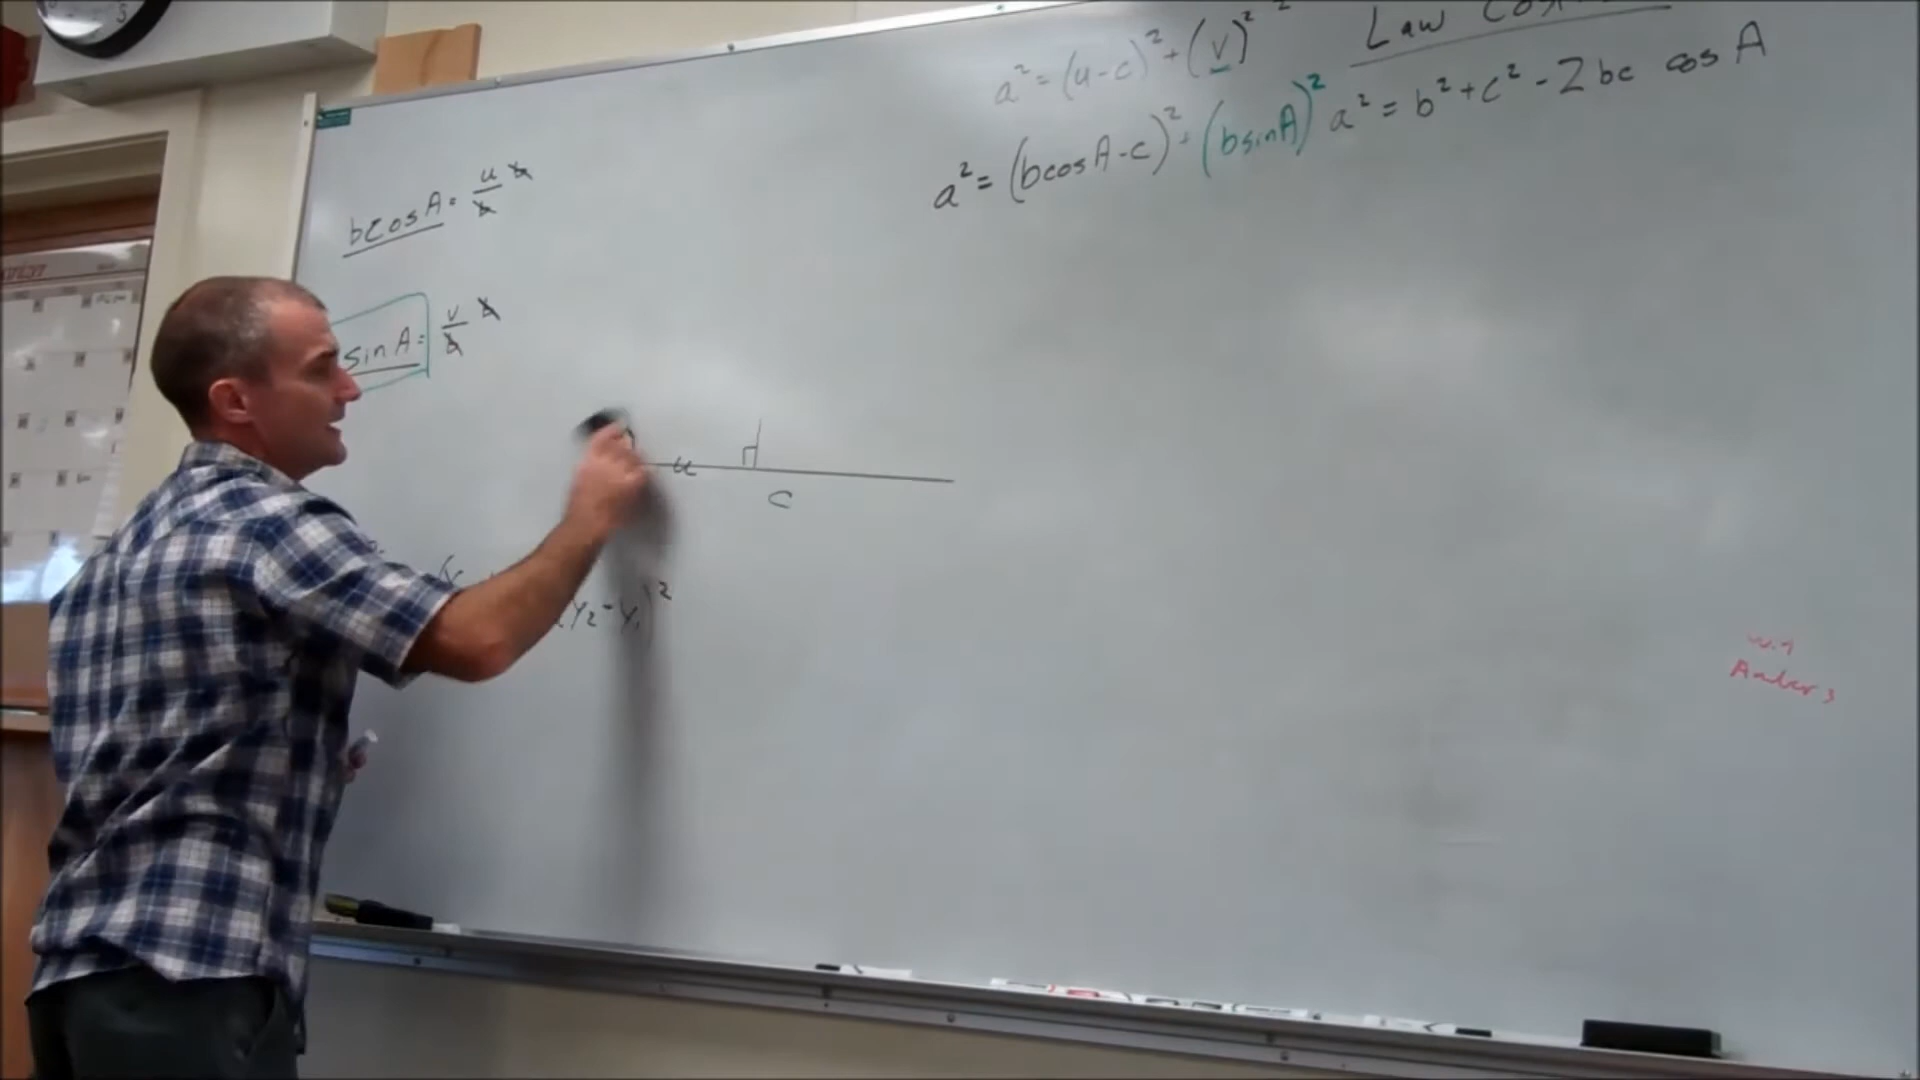 Law
a² = (u-c)² + (v)²
a² = b² + c² - 2bc cos A
a² = (bcosA-c)² + (bsinA)²
bcosA = u/b b
sinA = v/b b
u
c
(y₂-y₁)²